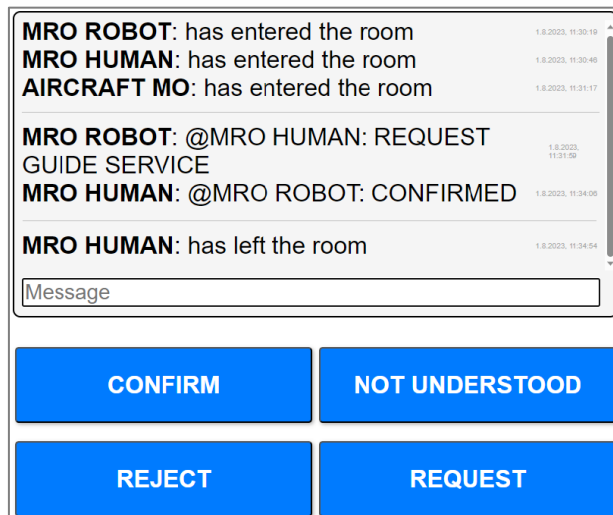 MRO ROBOT: has entered the room 1.8.2023, 11:30:19
MRO HUMAN: has entered the room 1.8.2023, 11:30:46
AIRCRAFT MO: has entered the room 1.8.2023, 11:31:17
MRO ROBOT: @MRO HUMAN: REQUEST
GUIDE SERVICE
1.8.2023,
11:31:59
MRO HUMAN: @MRO ROBOT: CONFIRMED 1.8.2023, 11:34:06
MRO HUMAN: has left the room 1.8.2023, 11:34:54
Message
CONFIRM NOT UNDERSTOOD
REJECT REQUEST